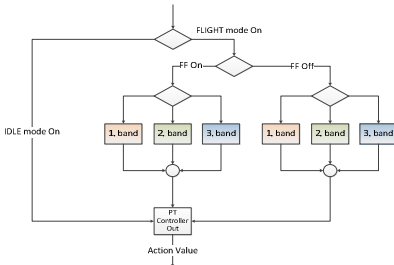 FLIGHT mode On
FF On
FF Off
IDLE mode On
1, band
2, band
3, band
1, band
2, band
3, band
PT
Controller
Out
Action Value